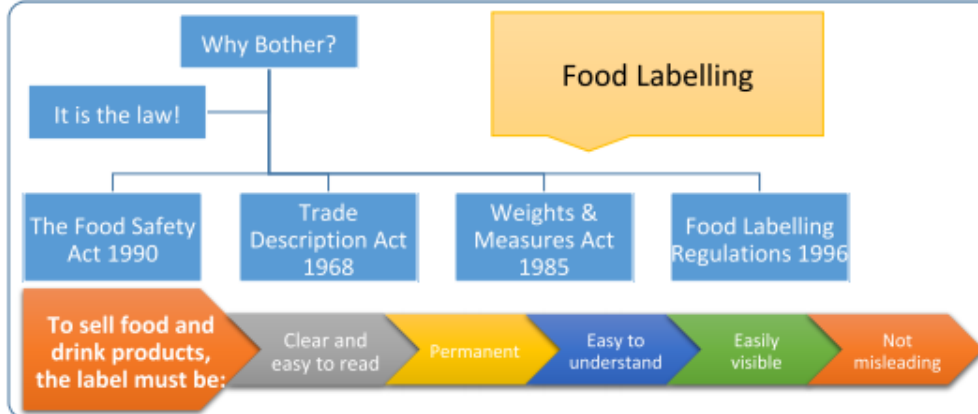 Why Bother?
Food Labelling
It is the law!
The Food Safety
Act 1990
Trade
Description Act
1968
Weights &
Measures Act
1985
Food Labelling
Regulations 1996
To sell food and
drink products,
the label must be:
Clear and
easy to read
Permanent
Easy to
understand
Easily
visible
Not
misleading